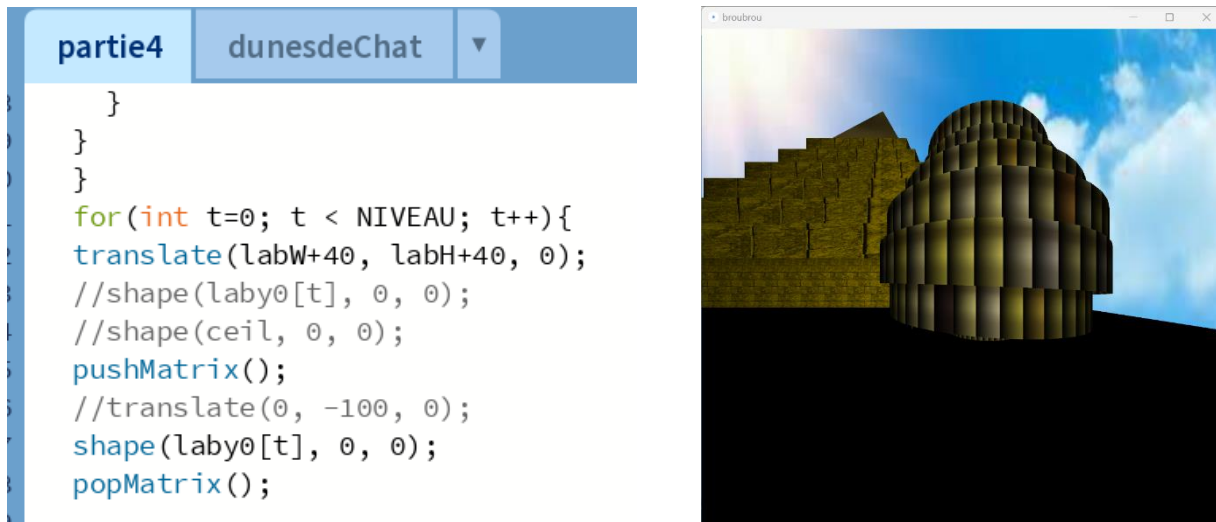 partie4 dunesdeChat ▼
}
}
}
for(int t=0; t < NIVEAU; t++){
translate(labW+40, labH+40, 0);
//shape(laby0[t], 0, 0);
//shape(ceil, 0, 0);
pushMatrix();
//translate(0, -100, 0);
shape(laby0[t], 0, 0);
popMatrix();
broubrou